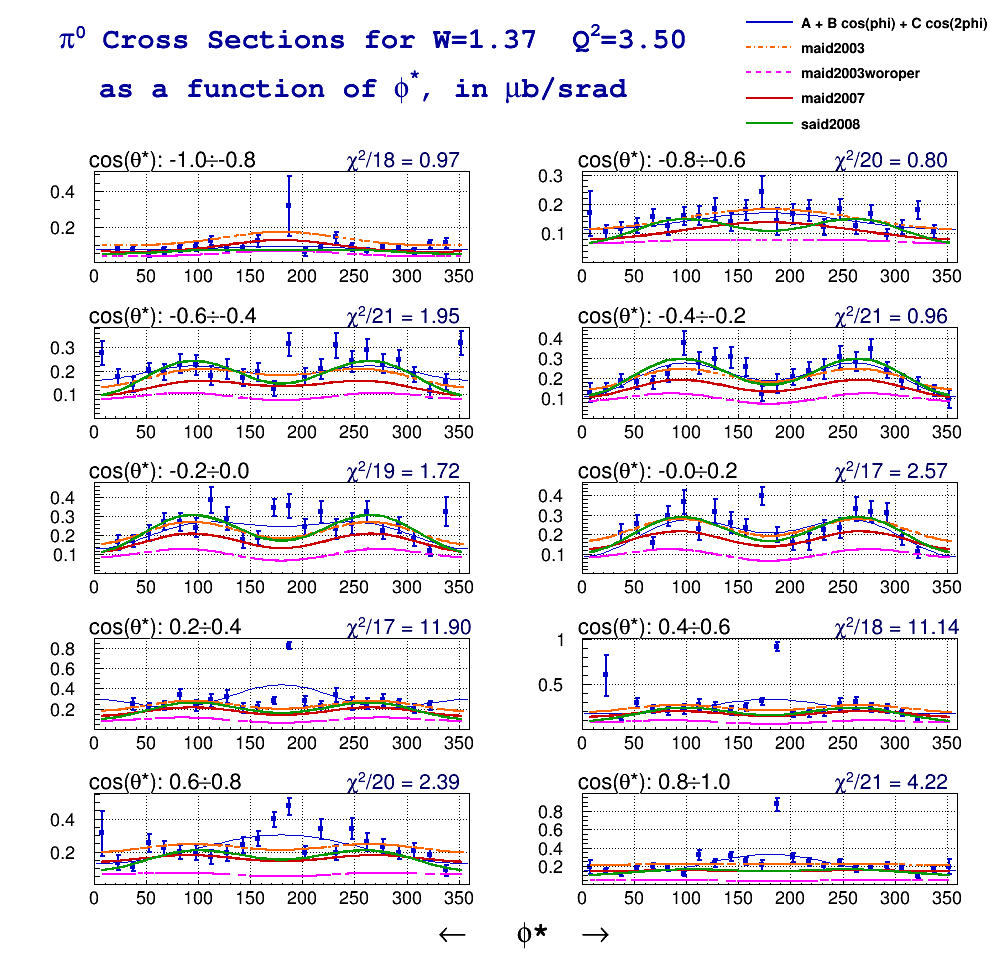 π⁰ Cross Sections for W=1.37 Q²=3.50
as a function of ϕ*, in μb/srad
A + B cos(phi) + C cos(2phi)
maid2003
maid2003woroper
maid2007
said2008
cos(θ*): -1.0÷-0.8 χ²/18 = 0.97
0.4
0.2
0 50 100 150 200 250 300 350
cos(θ*): -0.8÷-0.6 χ²/20 = 0.80
0.3
0.2
0.1
0 50 100 150 200 250 300 350
cos(θ*): -0.6÷-0.4 χ²/21 = 1.95
0.3
0.2
0.1
0 50 100 150 200 250 300 350
cos(θ*): -0.4÷-0.2 χ²/21 = 0.96
0.4
0.3
0.2
0.1
0 50 100 150 200 250 300 350
cos(θ*): -0.2÷0.0 χ²/19 = 1.72
0.4
0.3
0.2
0.1
0 50 100 150 200 250 300 350
cos(θ*): -0.0÷0.2 χ²/17 = 2.57
0.4
0.3
0.2
0.1
0 50 100 150 200 250 300 350
cos(θ*): 0.2÷0.4 χ²/17 = 11.90
0.8
0.6
0.4
0.2
0 50 100 150 200 250 300 350
cos(θ*): 0.4÷0.6 χ²/18 = 11.14
1
0.5
0 50 100 150 200 250 300 350
cos(θ*): 0.6÷0.8 χ²/20 = 2.39
0.4
0.2
0 50 100 150 200 250 300 350
cos(θ*): 0.8÷1.0 χ²/21 = 4.22
0.8
0.6
0.4
0.2
0 50 100 150 200 250 300 350
← ϕ* →